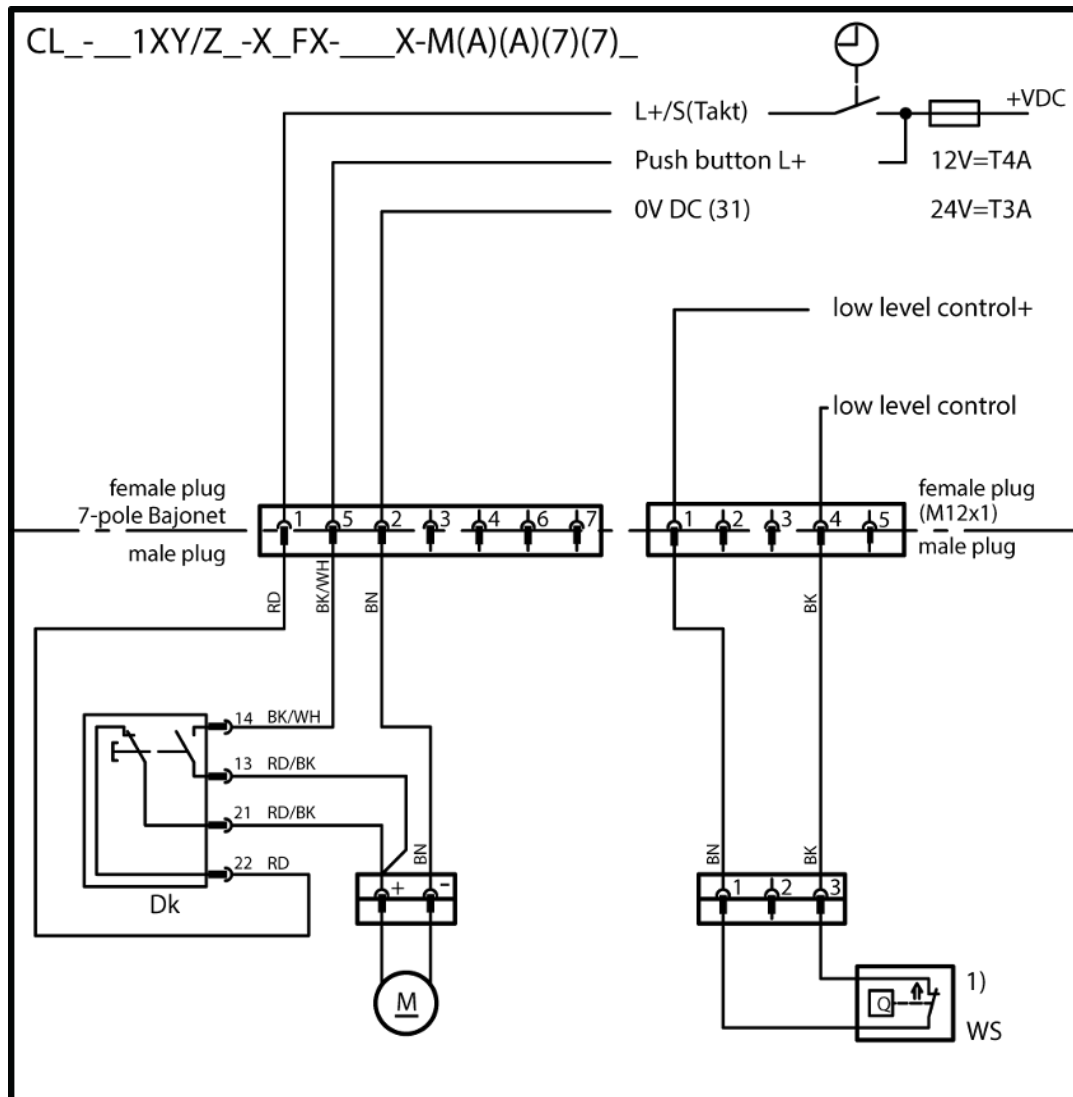 CL_-__1XY/Z_-X_FX-___X-M(A)(A)(7)(7)_
L+/S(Takt)
+VDC
Push button L+
12V=T4A
0V DC (31)
24V=T3A
low level control+
low level control
female plug
7-pole Bajonet
male plug
1 5 2 3 4 6 7
1 2 3 4 5
female plug
(M12x1)
male plug
RD
BK/WH
BN
BK
14 BK/WH
13 RD/BK
21 RD/BK
22 RD
Dk
BN
+ -
M
BN
BK
1 2 3
Q
1)
WS